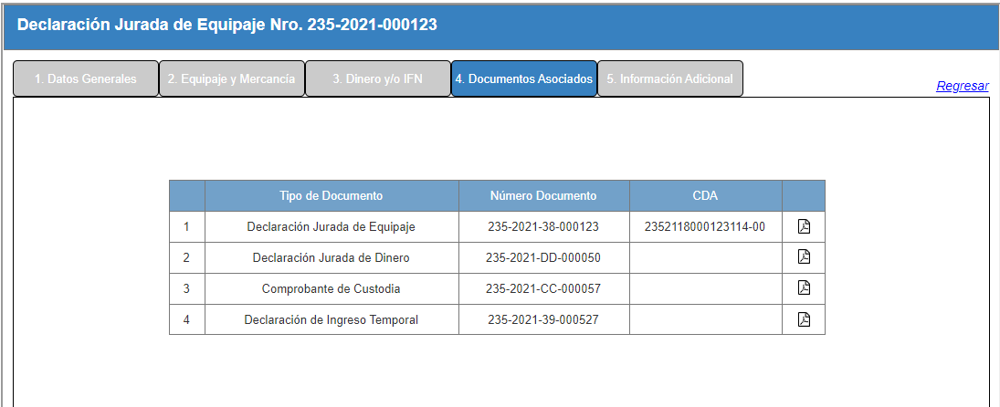 Declaración Jurada de Equipaje Nro. 235-2021-000123
1. Datos Generales 2. Equipaje y Mercancía 3. Dinero y/o IFN 4. Documentos Asociados 5. Información Adicional
Regresar
Tipo de Documento Número Documento CDA
1 Declaración Jurada de Equipaje 235-2021-38-000123 2352118000123114-00
2 Declaración Jurada de Dinero 235-2021-DD-000050
3 Comprobante de Custodia 235-2021-CC-000057
4 Declaración de Ingreso Temporal 235-2021-39-000527